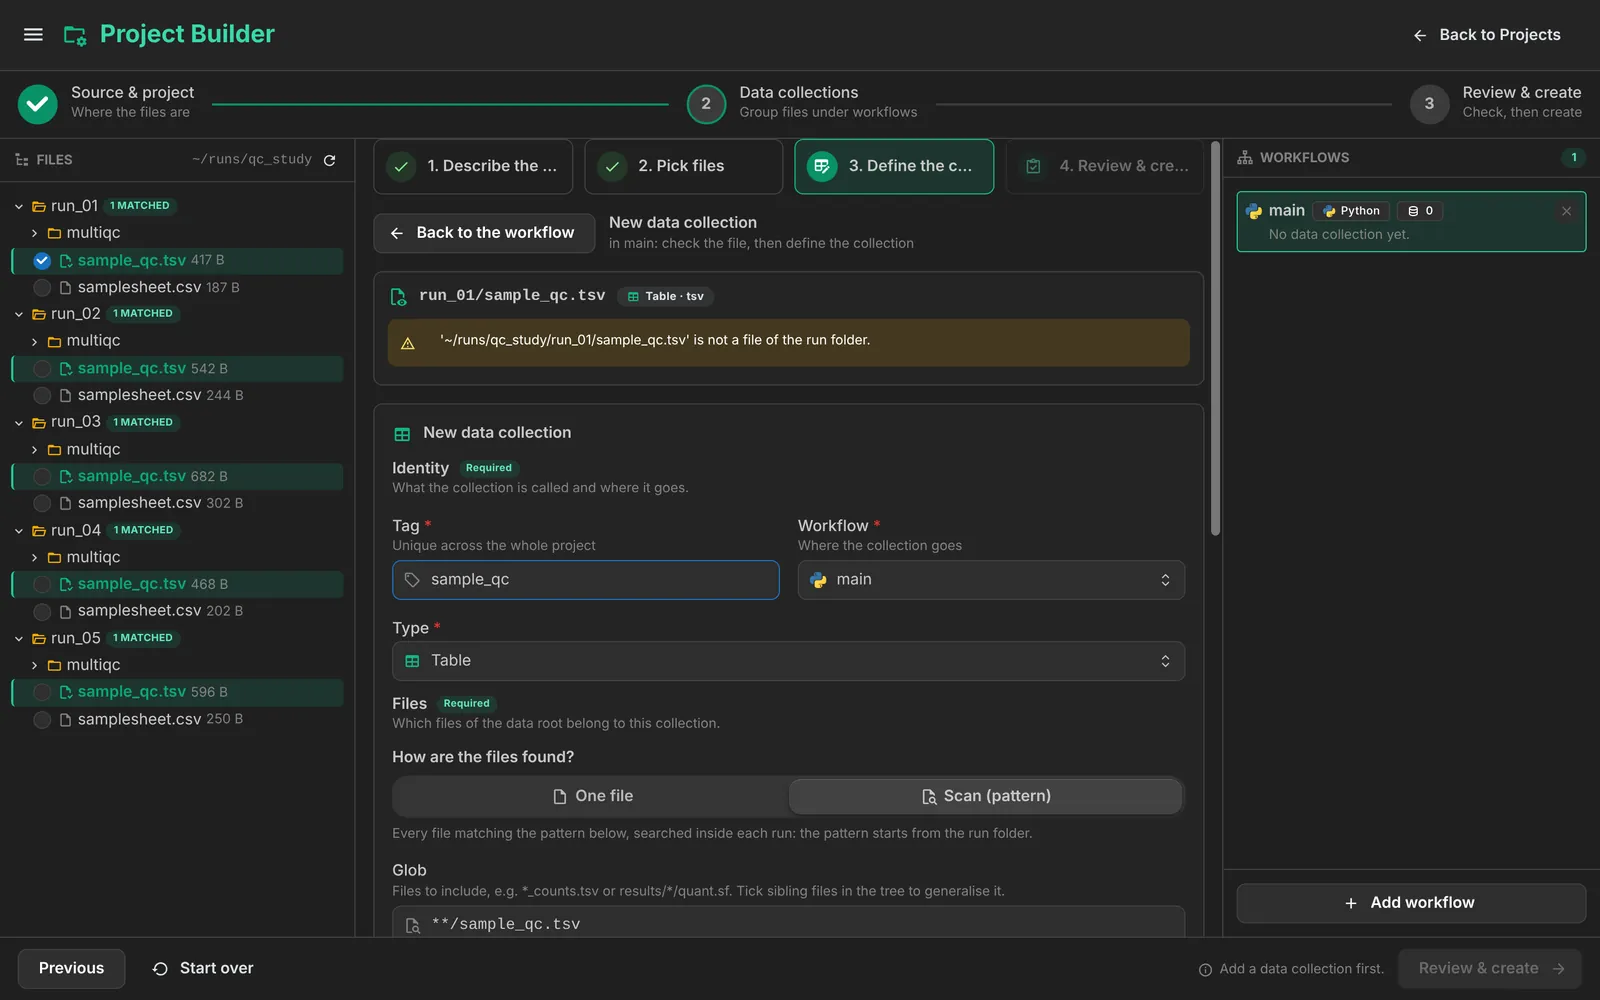 Project Builder
Back to Projects
Source & project
Where the files are
2
Data collections
Group files under workflows
3
Review & create
Check, then create
FILES
~/runs/qc_study
run_01 1 MATCHED
multiqc
sample_qc.tsv 417 B
samplesheet.csv 187 B
run_02 1 MATCHED
multiqc
sample_qc.tsv 542 B
samplesheet.csv 244 B
run_03 1 MATCHED
multiqc
sample_qc.tsv 682 B
samplesheet.csv 302 B
run_04 1 MATCHED
multiqc
sample_qc.tsv 468 B
samplesheet.csv 202 B
run_05 1 MATCHED
multiqc
sample_qc.tsv 596 B
samplesheet.csv 250 B
1. Describe the ...
2. Pick files
3. Define the c...
4. Review & cre...
Back to the workflow
New data collection
in main: check the file, then define the collection
run_01/sample_qc.tsv Table · tsv
'~/runs/qc_study/run_01/sample_qc.tsv' is not a file of the run folder.
New data collection
Identity Required
What the collection is called and where it goes.
Tag *
Unique across the whole project
sample_qc
Workflow *
Where the collection goes
main
Type *
Table
Files Required
Which files of the data root belong to this collection.
How are the files found?
One file
Scan (pattern)
Every file matching the pattern below, searched inside each run: the pattern starts from the run folder.
Glob
Files to include, e.g. *_counts.tsv or results/*/quant.sf. Tick sibling files in the tree to generalise it.
**/sample_qc.tsv
WORKFLOWS
1
main Python 0
No data collection yet.
+ Add workflow
Previous
Start over
Add a data collection first.
Review & create